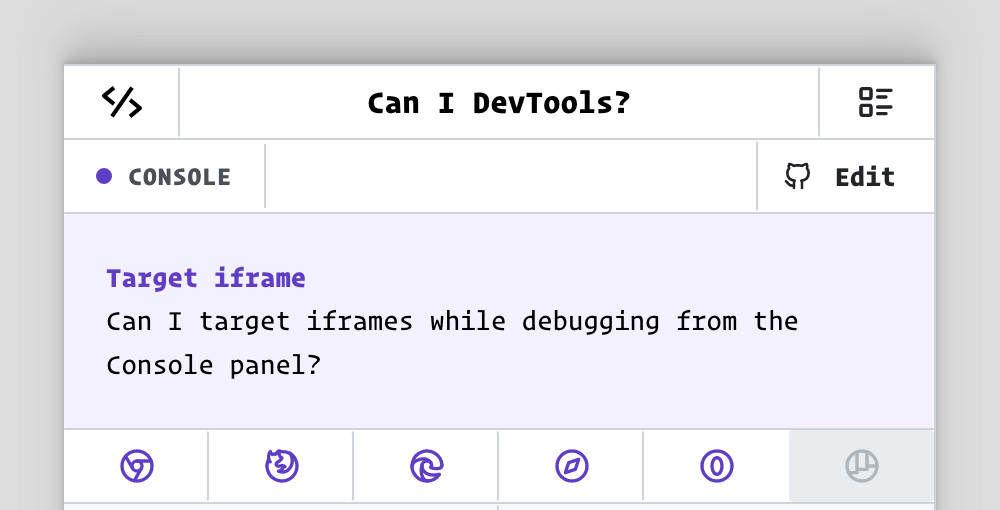 Can I DevTools?
CONSOLE
Edit
Target iframe
Can I target iframes while debugging from the
Console panel?